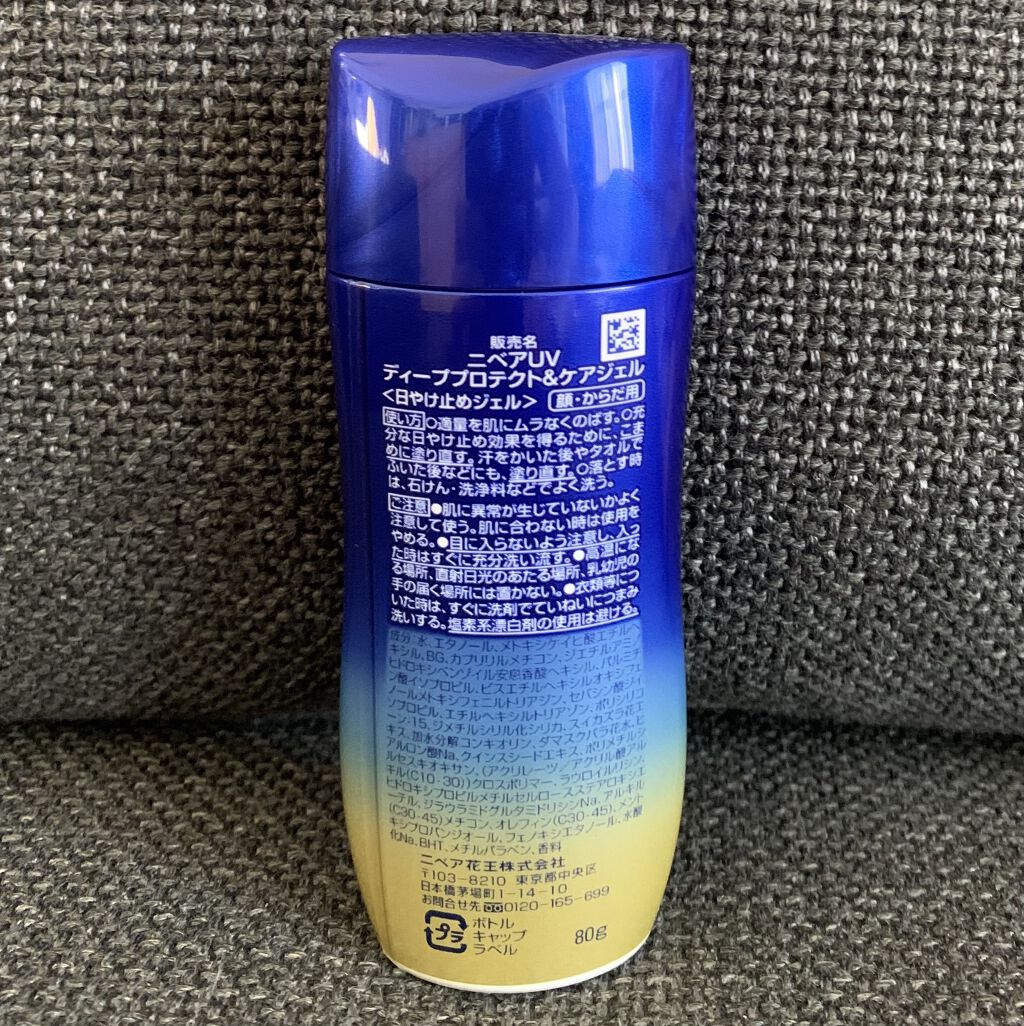 販売名
ニベアUV
ディーププロテクト&ケアジェル
<日やけ止めジェル> 顔・からだ用
使い方○適量を肌にムラなくのばす。○充
分な日やけ止め効果を得るために、こま
めに塗り直す。汗をかいた後やタオルで
ふいた後などにも、塗り直す。○落とす時
は、石けん・洗浄料などでよく洗う。
ご注意●肌に異常が生じていないかよく
注意して使う。肌に合わない時は使用を
やめる。●目に入らないよう注意し、入っ
た時はすぐに充分洗い流す。●高温にな
る場所、直射日光のあたる場所、乳幼児の
手の届く場所には置かない。●衣類等につ
いた時は、すぐに洗剤でていねいにつまみ
洗いする。塩素系漂白剤の使用は避ける。
成分:水、エタノール、メトキシケイヒ酸エチルヘ
キシル、BG、カプリリルメチコン、ジエチルアミノ
ヒドロキシベンゾイル安息香酸ヘキシル、パルミチ
ン酸イソプロピル、ビスエチルヘキシルオキシフェ
ノールメトキシフェニルトリアジン、セバシン酸ジイ
ソプロピル、エチルヘキシルトリアゾン、ポリシリコ
ーン-15、ジメチルシリル化シリカ、スイカズラ花エ
キス、加水分解コンキオリン、ダマスクバラ花水、ヒ
アルロン酸Na、クインスシードエキス、ポリメチルシ
ルセスキオキサン、(アクリレーツ/アクリル酸アル
キル(C10-30))クロスポリマー、ラウロイルリシン、
ヒドロキシプロピルメチルセルロースステアロキシエ
ーテル、ジラウラミドグルタミドリシンNa、アルキル
(C30-45)メチコン、オレフィン(C30-45)、メント
キシプロパンジオール、フェノキシエタノール、水酸
化Na、BHT、メチルパラベン、香料
ニベア花王株式会社
〒103-8210 東京都中央区
日本橋茅場町1-14-10
お問合せ先 0120-165-699
プラ ボトル
キャップ
ラベル
80g